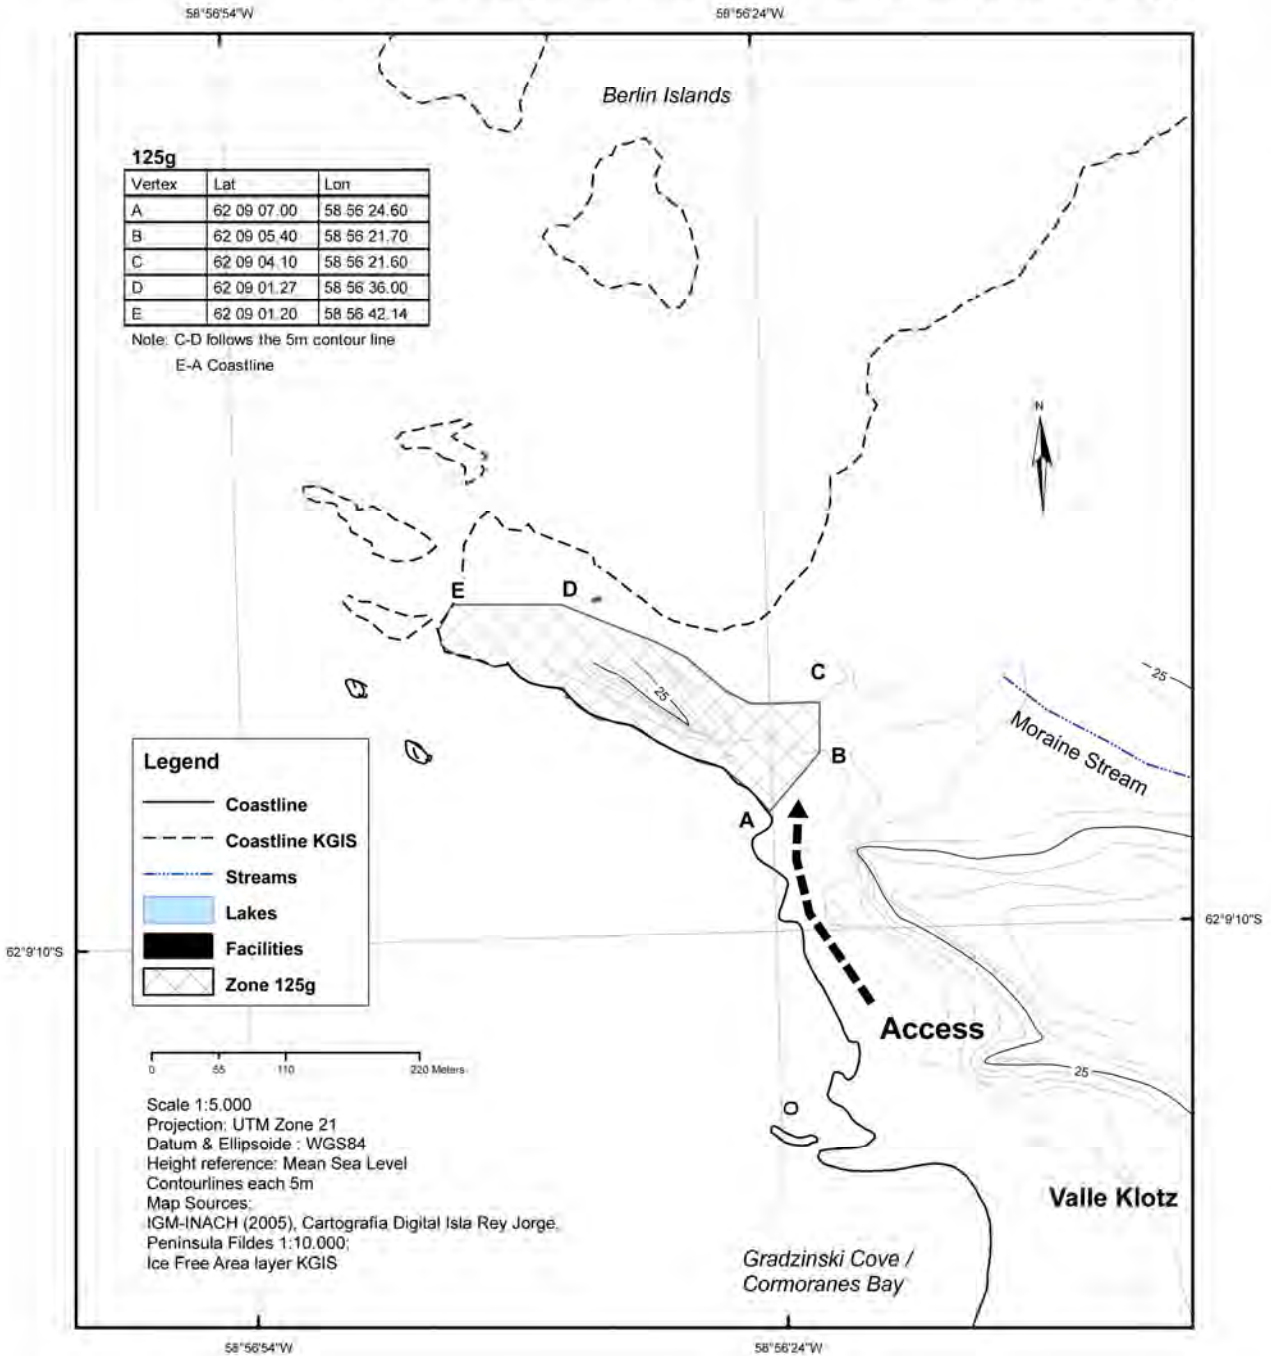 58°56'54"W
58°56'24"W
Berlin Islands
125g
Vertex Lat Lon
A 62 09 07.00 58 56 24.60
B 62 09 05.40 58 56 21.70
C 62 09 04.10 58 56 21.60
D 62 09 01.27 58 56 36.00
E 62 09 01.20 58 56 42.14
Note: C-D follows the 5m contour line
E-A Coastline
N
E
D
C
25
25
Moraine Stream
B
A
Legend
Coastline
Coastline KGIS
Streams
Lakes
Facilities
Zone 125g
62°9'10"S
62°9'10"S
Access
25
0 55 110 220 Meters
Scale 1:5.000
Projection: UTM Zone 21
Datum & Ellipsoide : WGS84
Height reference: Mean Sea Level
Contourlines each 5m
Map Sources:
IGM-INACH (2005), Cartografia Digital Isla Rey Jorge,
Peninsula Fildes 1:10.000;
Ice Free Area layer KGIS
Valle Klotz
Gradzinski Cove /
Cormoranes Bay
58°56'54"W
58°56'24"W